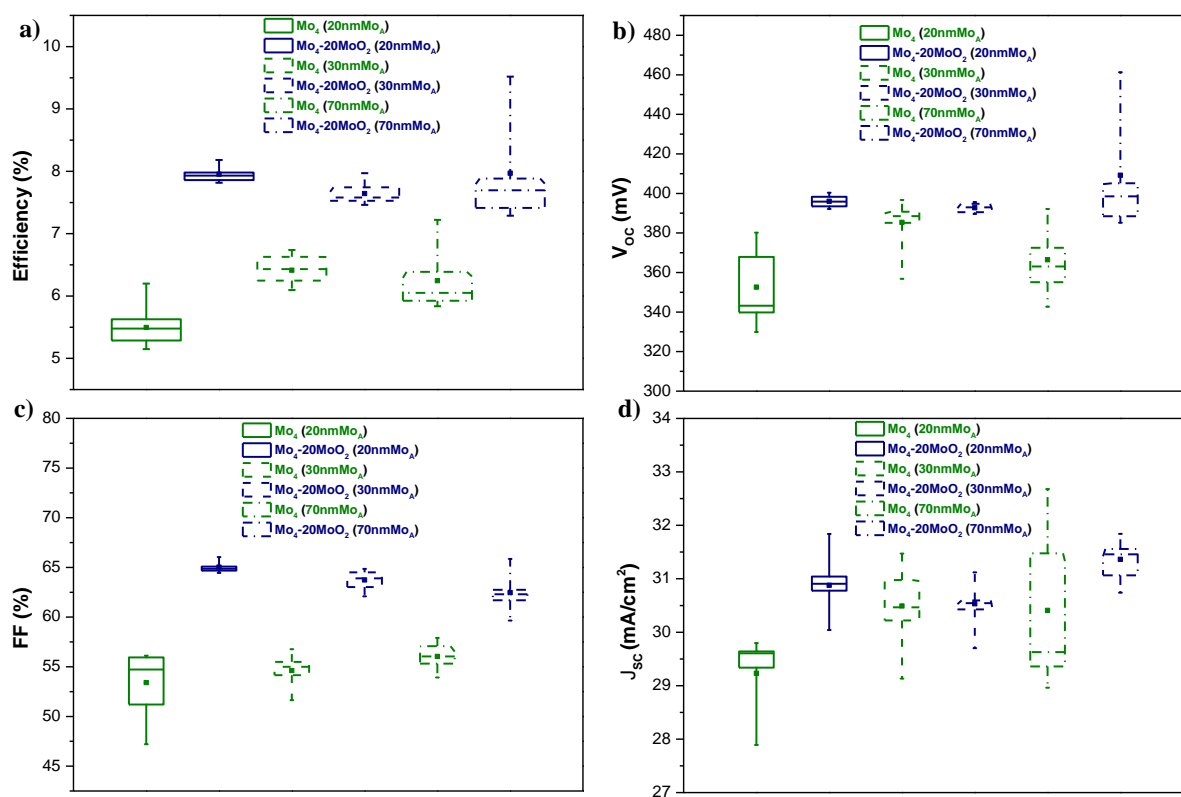 a)
Efficiency (%)
10
9
8
7
6
5
Mo4 (20nmMoA)
Mo4-20MoO2 (20nmMoA)
Mo4 (30nmMoA)
Mo4-20MoO2 (30nmMoA)
Mo4 (70nmMoA)
Mo4-20MoO2 (70nmMoA)
b)
VOC (mV)
480
460
440
420
400
380
360
340
320
300
Mo4 (20nmMoA)
Mo4-20MoO2 (20nmMoA)
Mo4 (30nmMoA)
Mo4-20MoO2 (30nmMoA)
Mo4 (70nmMoA)
Mo4-20MoO2 (70nmMoA)
c)
FF (%)
80
75
70
65
60
55
50
45
Mo4 (20nmMoA)
Mo4-20MoO2 (20nmMoA)
Mo4 (30nmMoA)
Mo4-20MoO2 (30nmMoA)
Mo4 (70nmMoA)
Mo4-20MoO2 (70nmMoA)
d)
JSC (mA/cm²)
34
33
32
31
30
29
28
27
Mo4 (20nmMoA)
Mo4-20MoO2 (20nmMoA)
Mo4 (30nmMoA)
Mo4-20MoO2 (30nmMoA)
Mo4 (70nmMoA)
Mo4-20MoO2 (70nmMoA)